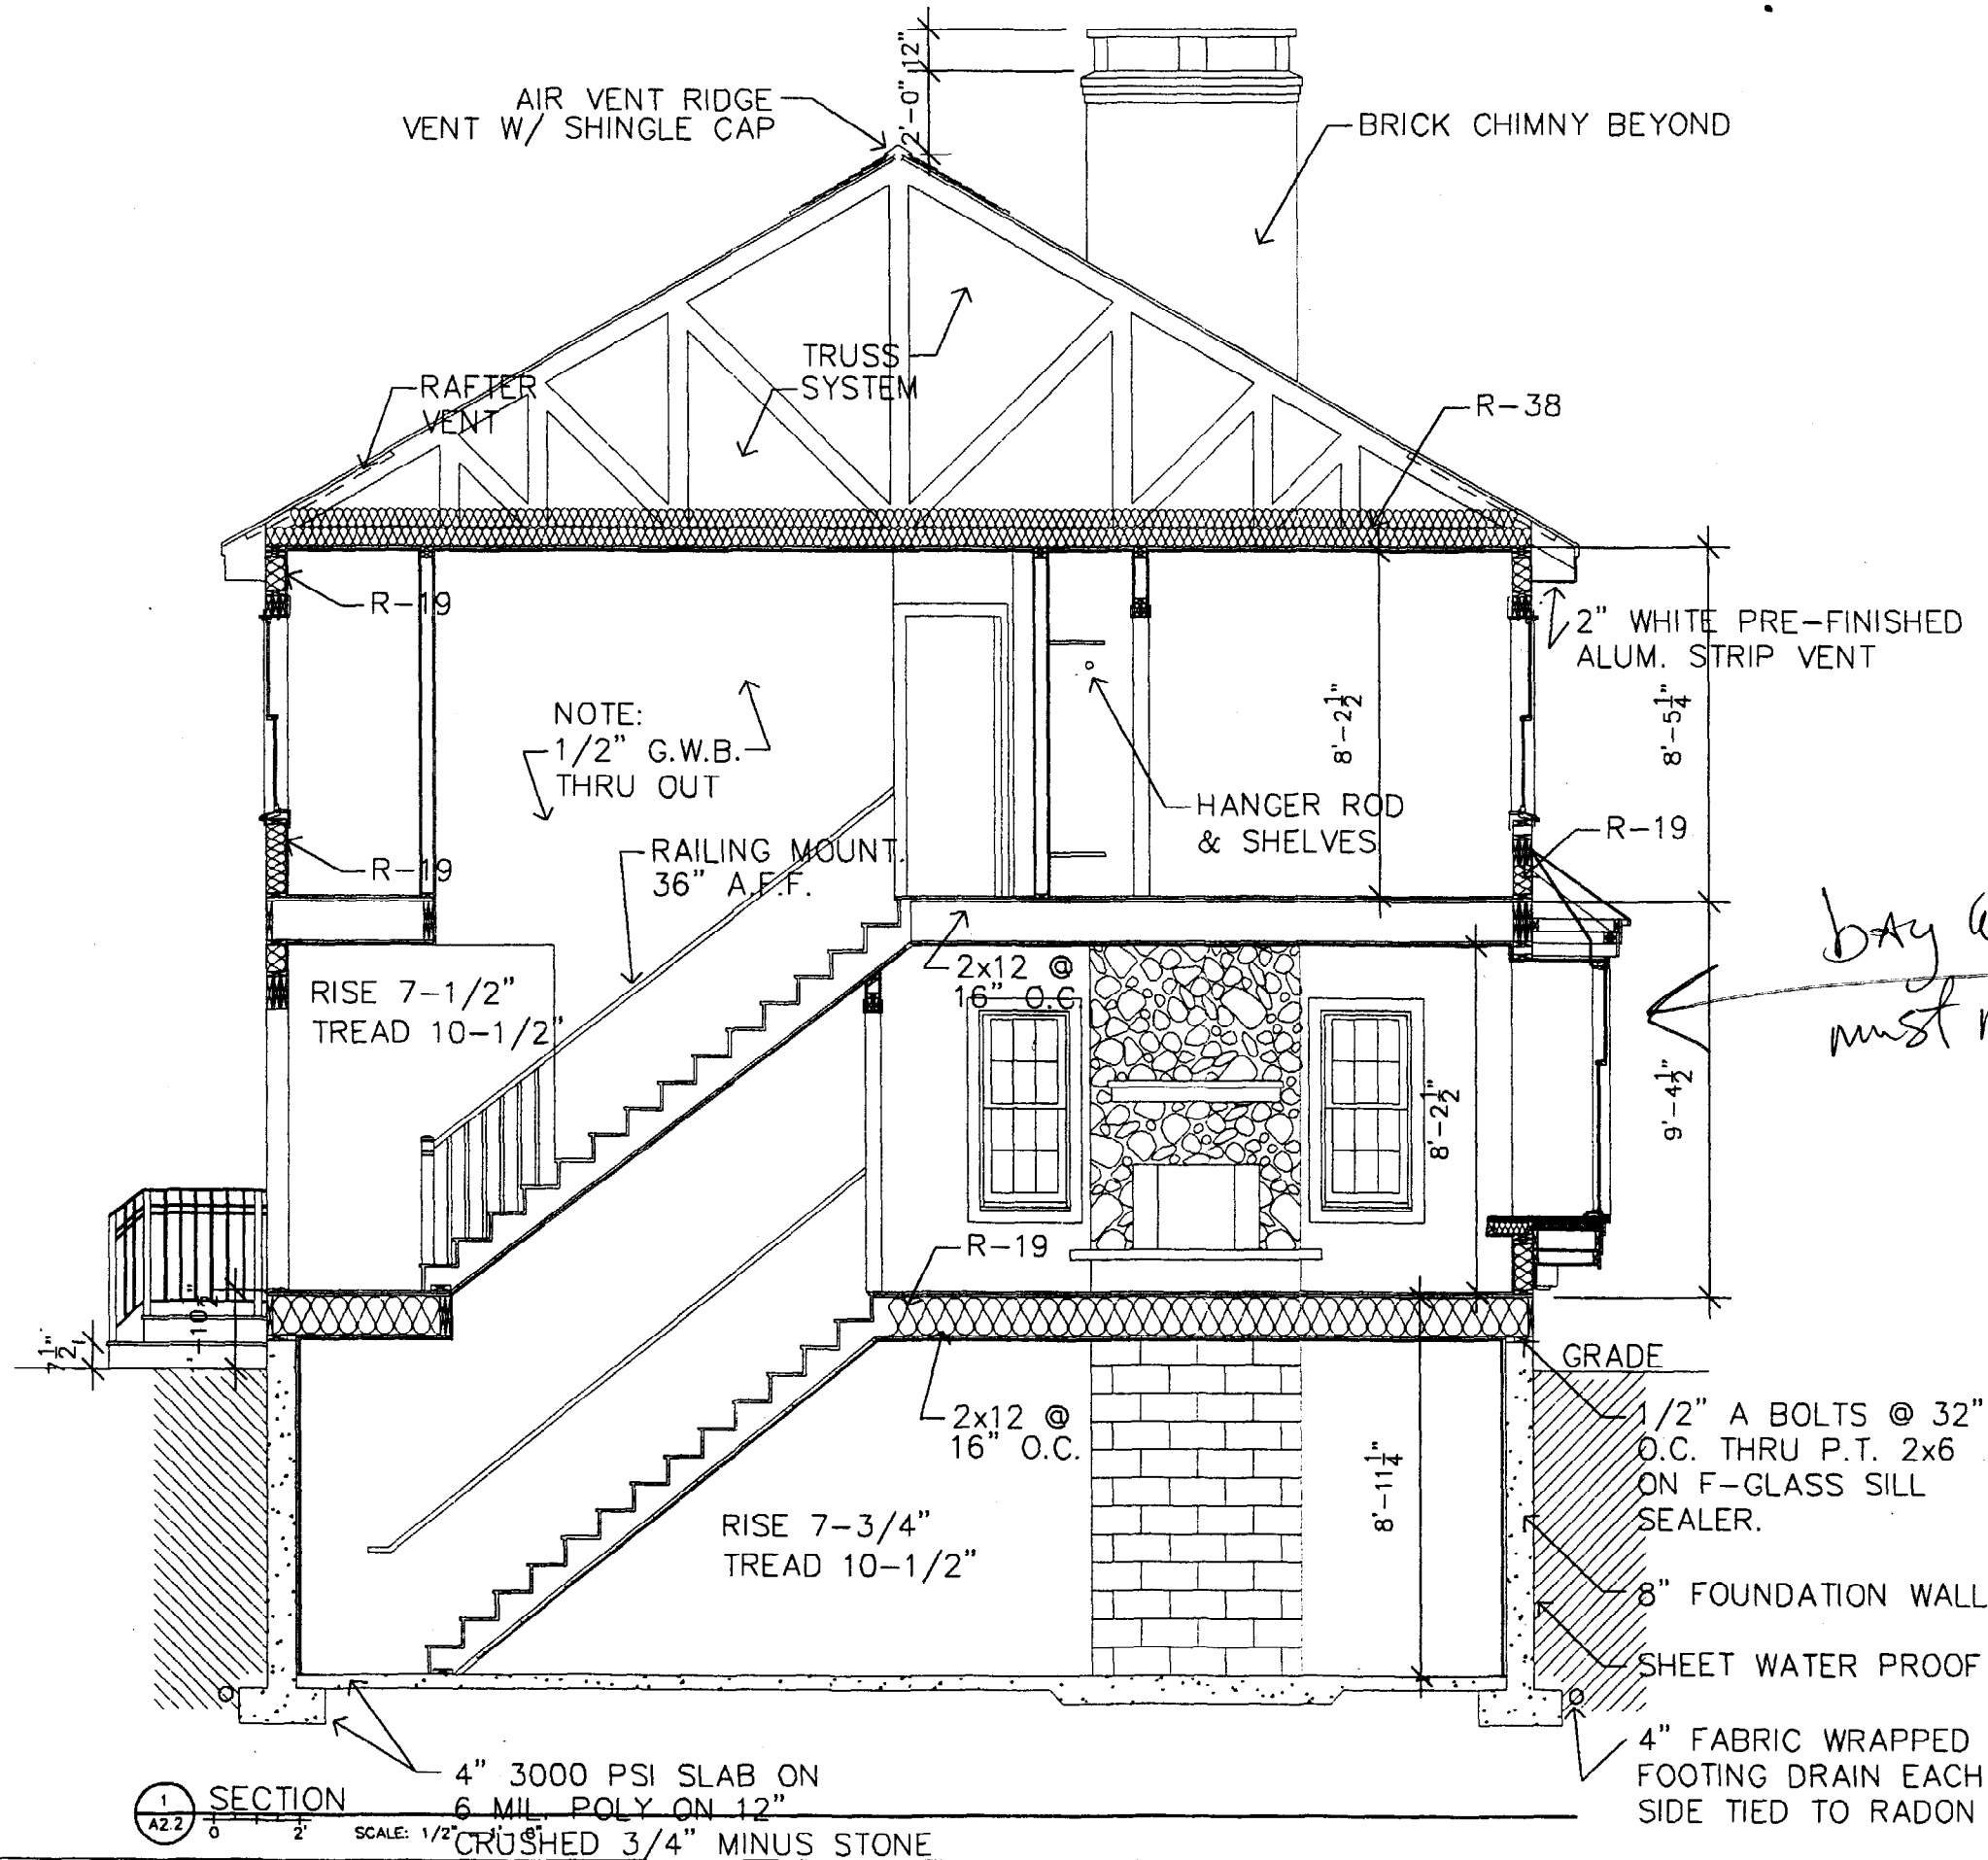 12"
2'-0"
AIR VENT RIDGE
VENT W/ SHINGLE CAP
BRICK CHIMNY BEYOND
TRUSS
SYSTEM
RAFTER
VENT
R-38
R-19
2" WHITE PRE-FINISHED
ALUM. STRIP VENT
NOTE:
1/2" G.W.B.
THRU OUT
8'-2 1/2"
8'-5 1/4"
HANGER ROD
& SHELVES
R-19
R-19
RAILING MOUNT.
36" A.F.F.
bay
must
RISE 7-1/2"
TREAD 10-1/2"
2x12 @
16" O.C.
8'-2 1/2"
9'-4 1/2"
R-19
7 1/2"
GRADE
2x12 @
16" O.C.
8'-11 1/4"
1/2" A BOLTS @ 32"
O.C. THRU P.T. 2x6
ON F-GLASS SILL
SEALER.
RISE 7-3/4"
TREAD 10-1/2"
8" FOUNDATION WALL
SHEET WATER PROOF
4" FABRIC WRAPPED
FOOTING DRAIN EACH
SIDE TIED TO RADON
4" 3000 PSI SLAB ON
6 MIL. POLY ON 12"
CRUSHED 3/4" MINUS STONE
1
A2.2
SECTION
0 2'
SCALE: 1/2"